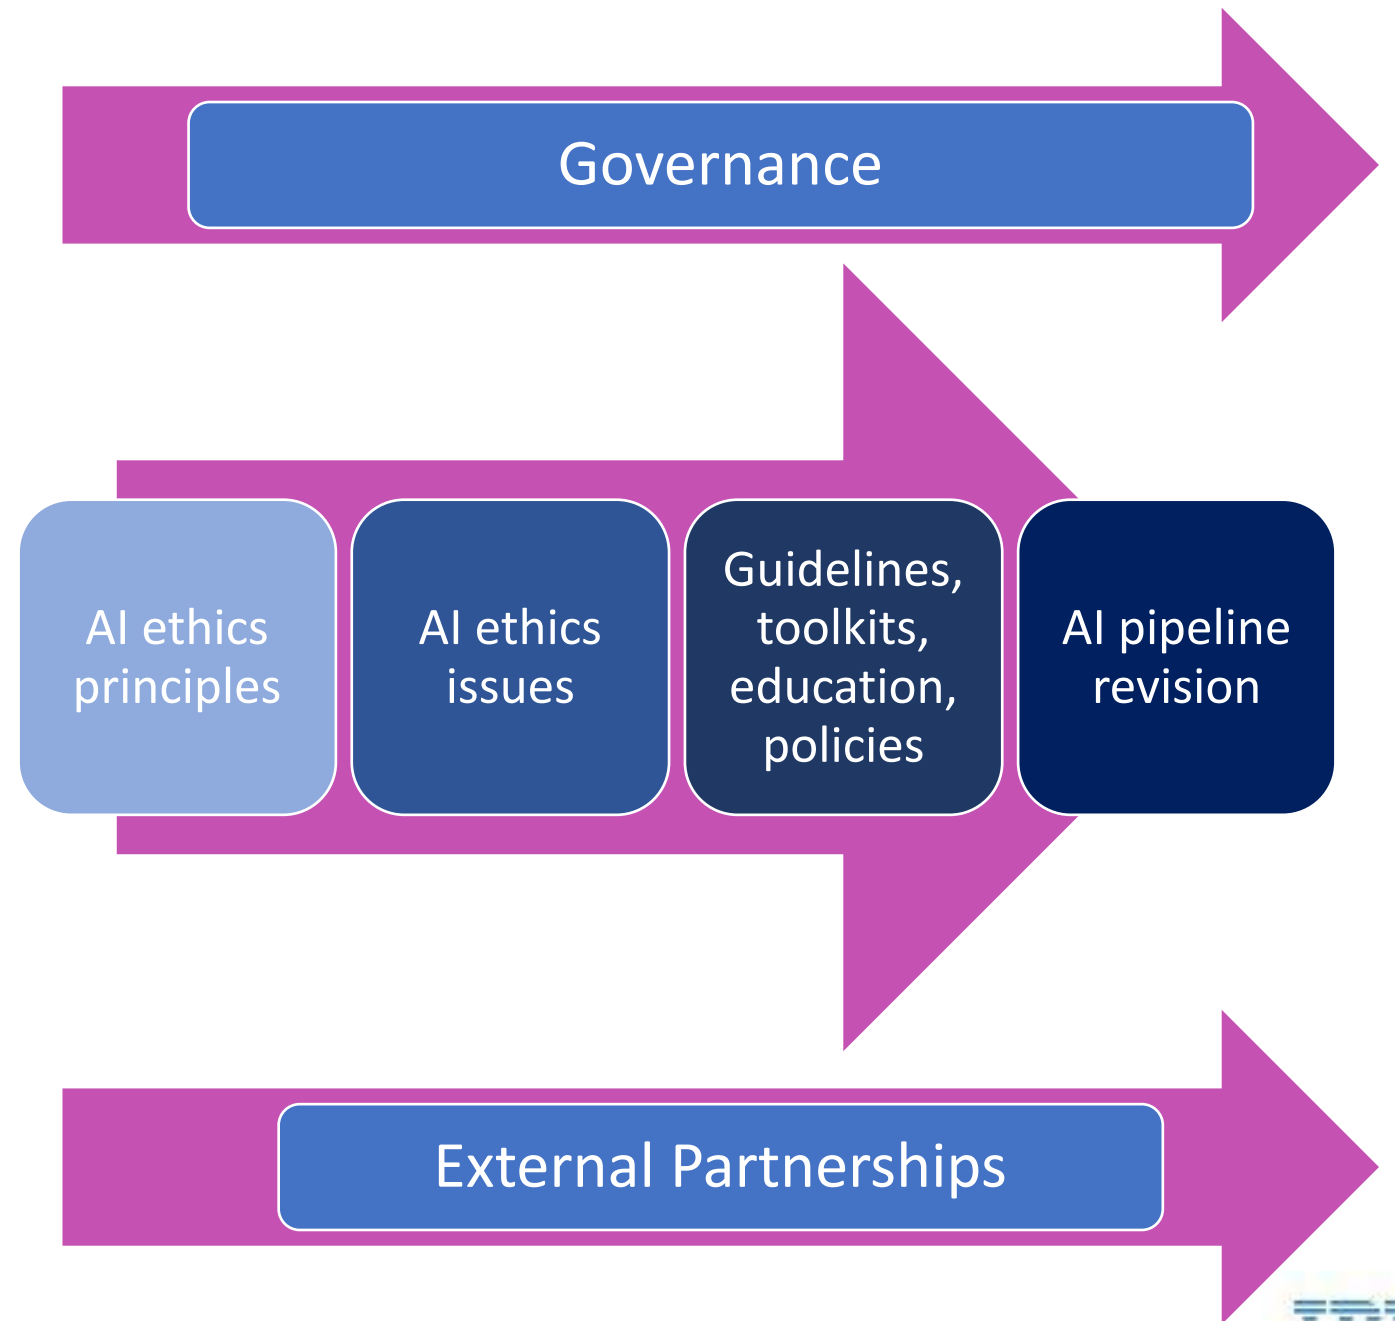 Governance
AI ethics
principles
AI ethics
issues
Guidelines,
toolkits,
education,
policies
AI pipeline
revision
External Partnerships